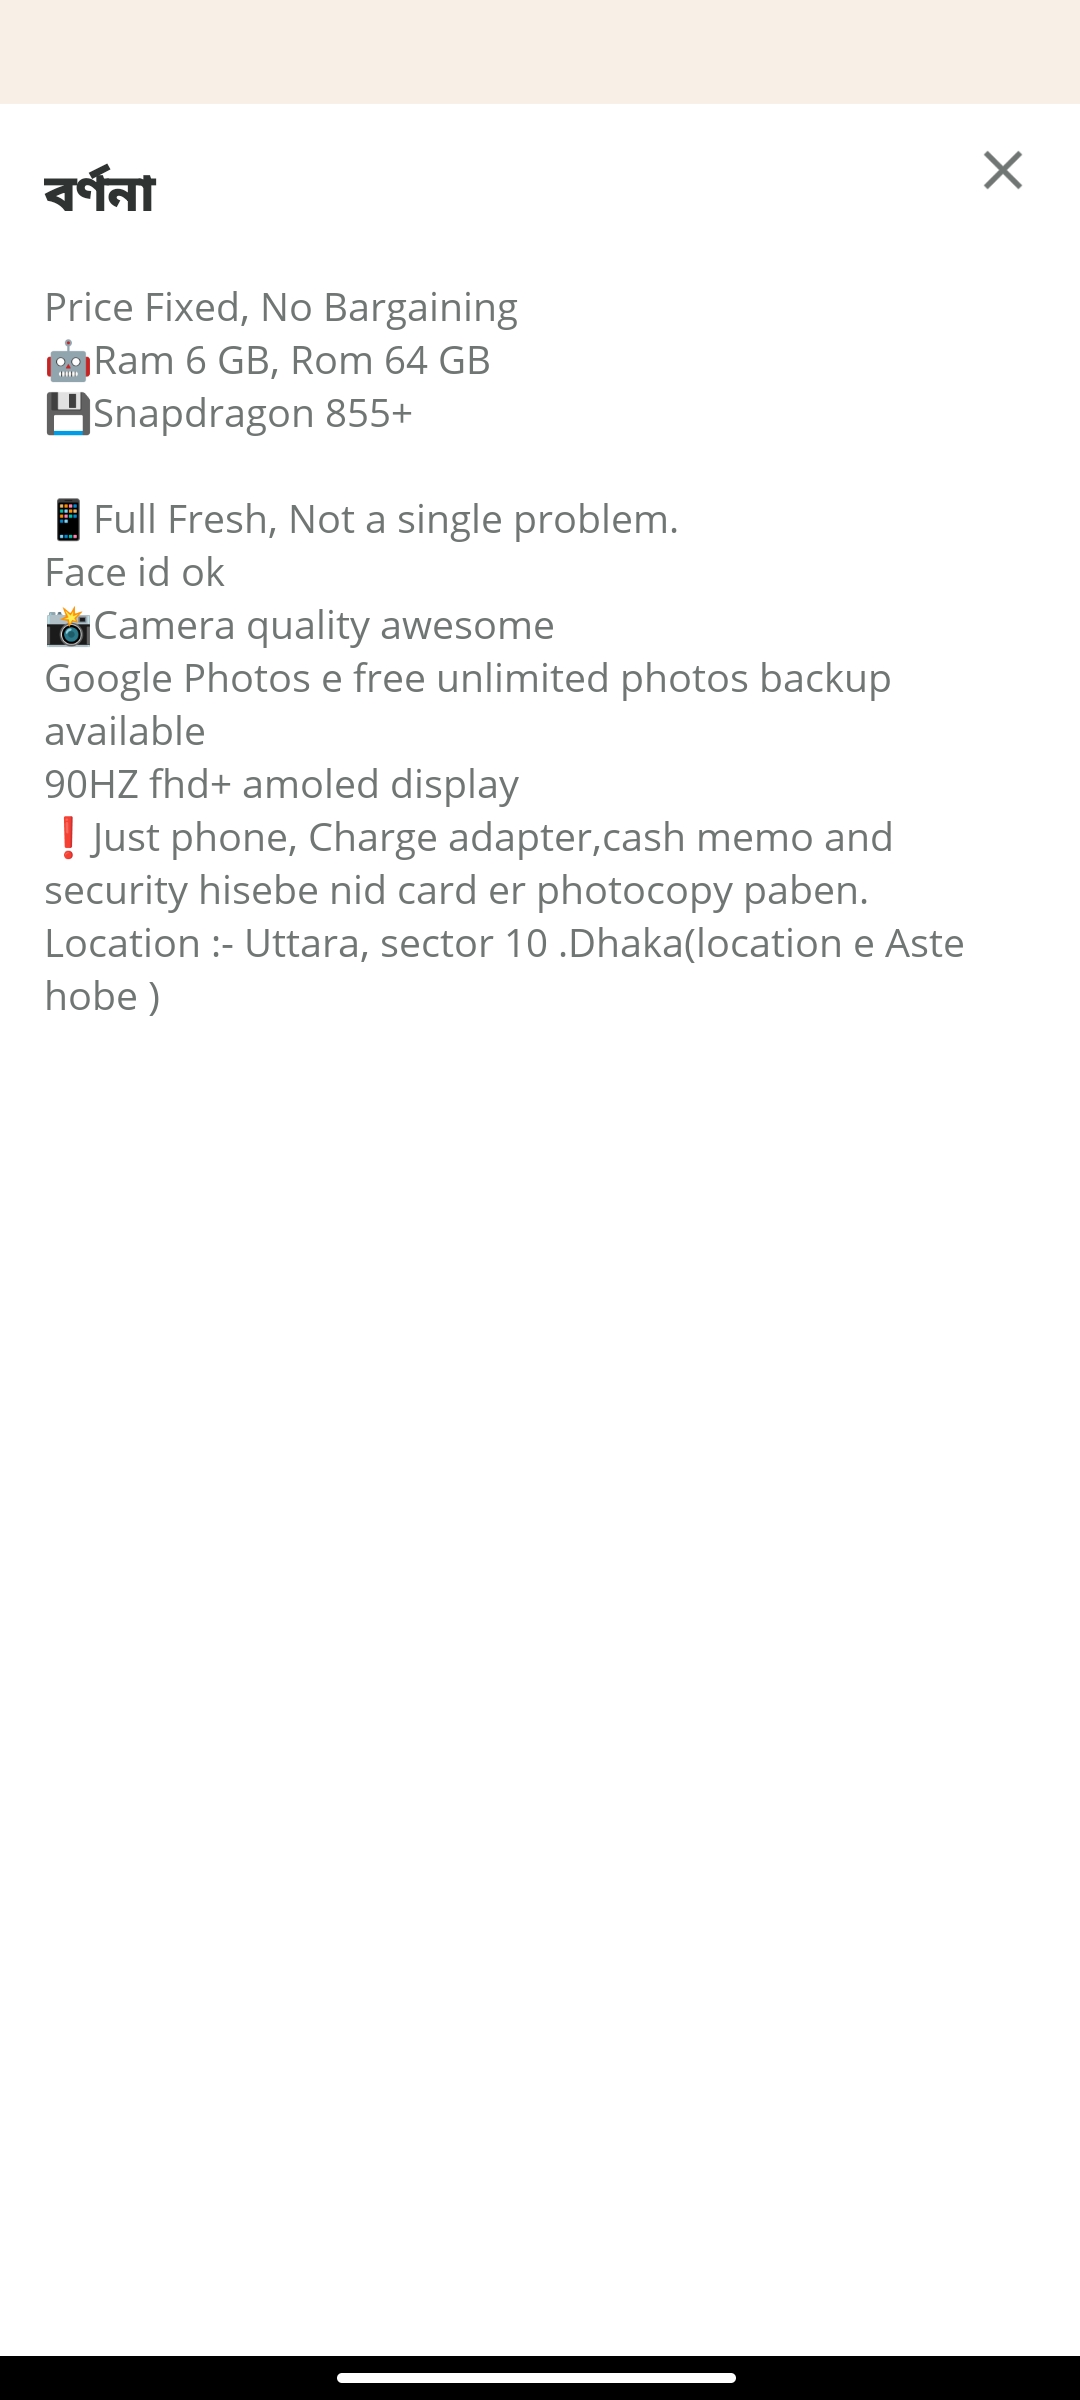 বর্ণনা
Price Fixed, No Bargaining
🤖Ram 6 GB, Rom 64 GB
💾Snapdragon 855+
📱Full Fresh, Not a single problem.
Face id ok
📸Camera quality awesome
Google Photos e free unlimited photos backup
available
90HZ fhd+ amoled display
❗Just phone, Charge adapter,cash memo and
security hisebe nid card er photocopy paben.
Location :- Uttara, sector 10 .Dhaka(location e Aste
hobe )